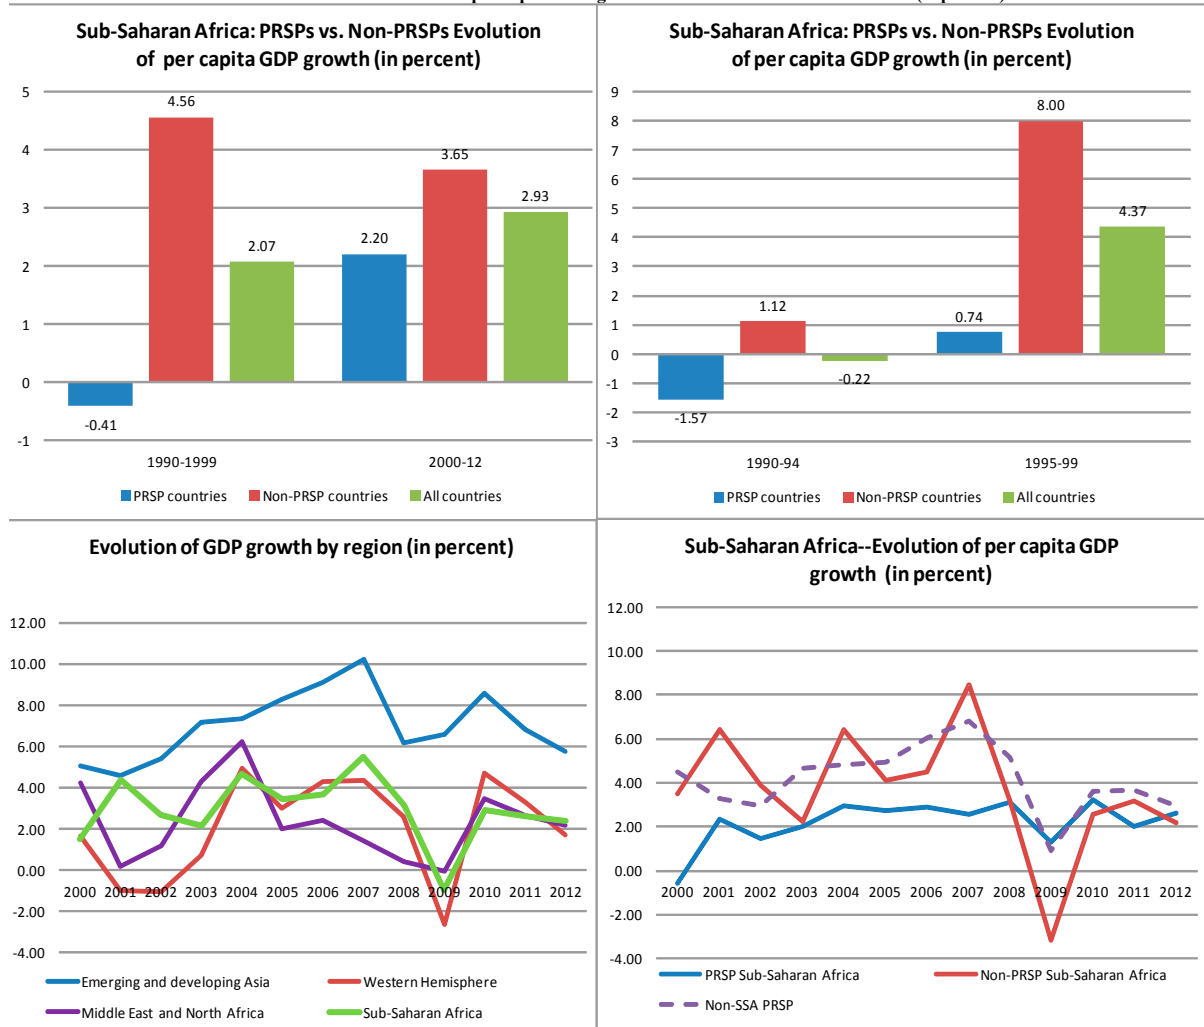 Sub-Saharan Africa: PRSPs vs. Non-PRSPs Evolution
of per capita GDP growth (in percent)
5
4
3
2
1
0
-1
4.56
3.65
2.93
2.20
2.07
-0.41
1990-1999
2000-12
PRSP countries
Non-PRSP countries
All countries
Sub-Saharan Africa: PRSPs vs. Non-PRSPs Evolution
of per capita GDP growth (in percent)
9
8
7
6
5
4
3
2
1
0
-1
-2
-3
8.00
4.37
1.12
0.74
-0.22
-1.57
1990-94
1995-99
PRSP countries
Non-PRSP countries
All countries
Evolution of GDP growth by region (in percent)
12.00
10.00
8.00
6.00
4.00
2.00
0.00
-2.00
-4.00
2000 2001 2002 2003 2004 2005 2006 2007 2008 2009 2010 2011 2012
Emerging and developing Asia
Western Hemisphere
Middle East and North Africa
Sub-Saharan Africa
Sub-Saharan Africa--Evolution of per capita GDP
growth (in percent)
12.00
10.00
8.00
6.00
4.00
2.00
0.00
-2.00
-4.00
2000 2001 2002 2003 2004 2005 2006 2007 2008 2009 2010 2011 2012
PRSP Sub-Saharan Africa
Non-PRSP Sub-Saharan Africa
Non-SSA PRSP